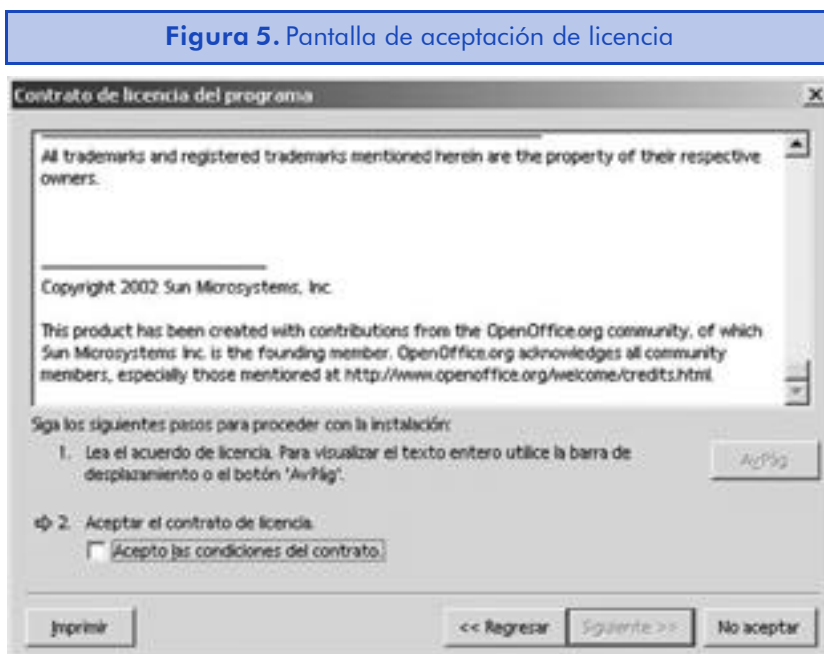 Figura 5. Pantalla de aceptación de licencia
Contrato de licencia del programa
All trademarks and registered trademarks mentioned herein are the property of their respective
owners.
Copyright 2002 Sun Microsystems, Inc
This product has been created with contributions from the OpenOffice.org community, of which
Sun Microsystems Inc. is the founding member. OpenOffice.org acknowledges all community
members, especially those mentioned at http://www.openoffice.org/welcome/credits.html.
Siga los siguientes pasos para proceder con la instalación:
1. Lea el acuerdo de licencia. Para visualizar el texto entero utilice la barra de
desplazamiento o el botón 'AvPág'.
AvPág
2. Aceptar el contrato de licencia.
Acepto las condiciones del contrato.
Imprimir
<< Regresar
Siguiente >>
No aceptar